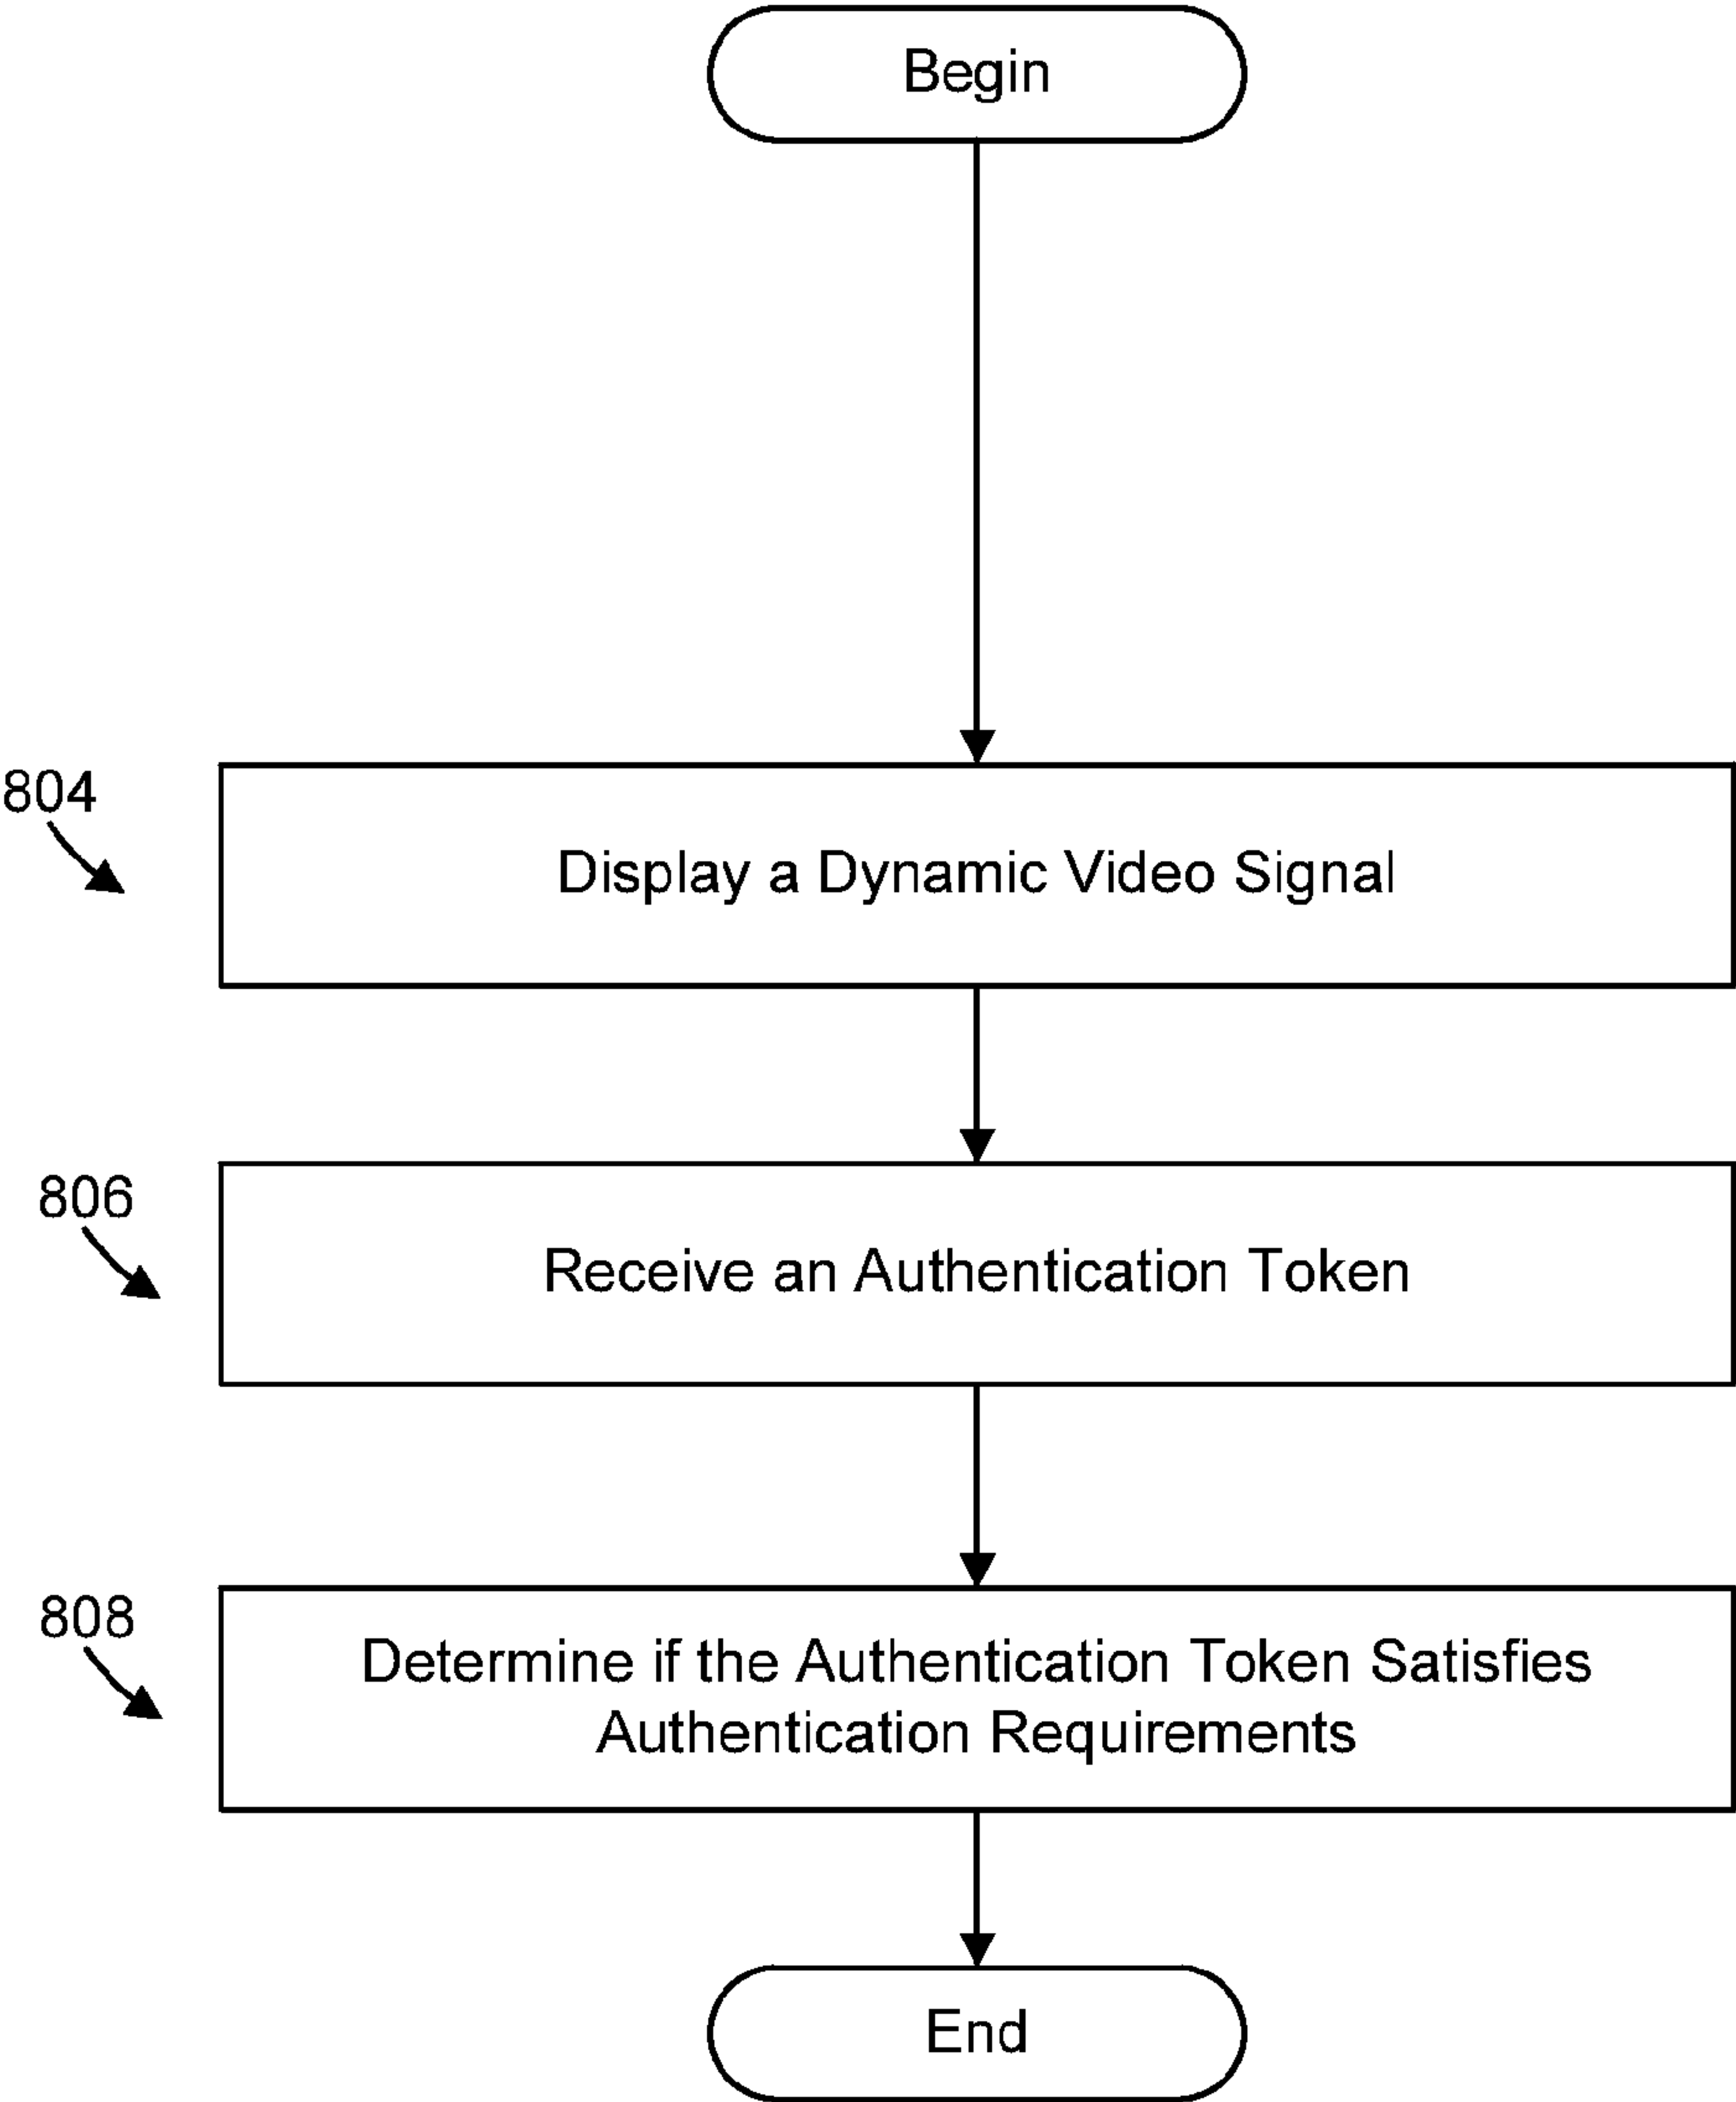 Begin
804
Display a Dynamic Video Signal
806
Receive an Authentication Token
808
Determine if the Authentication Token Satisfies
Authentication Requirements
End